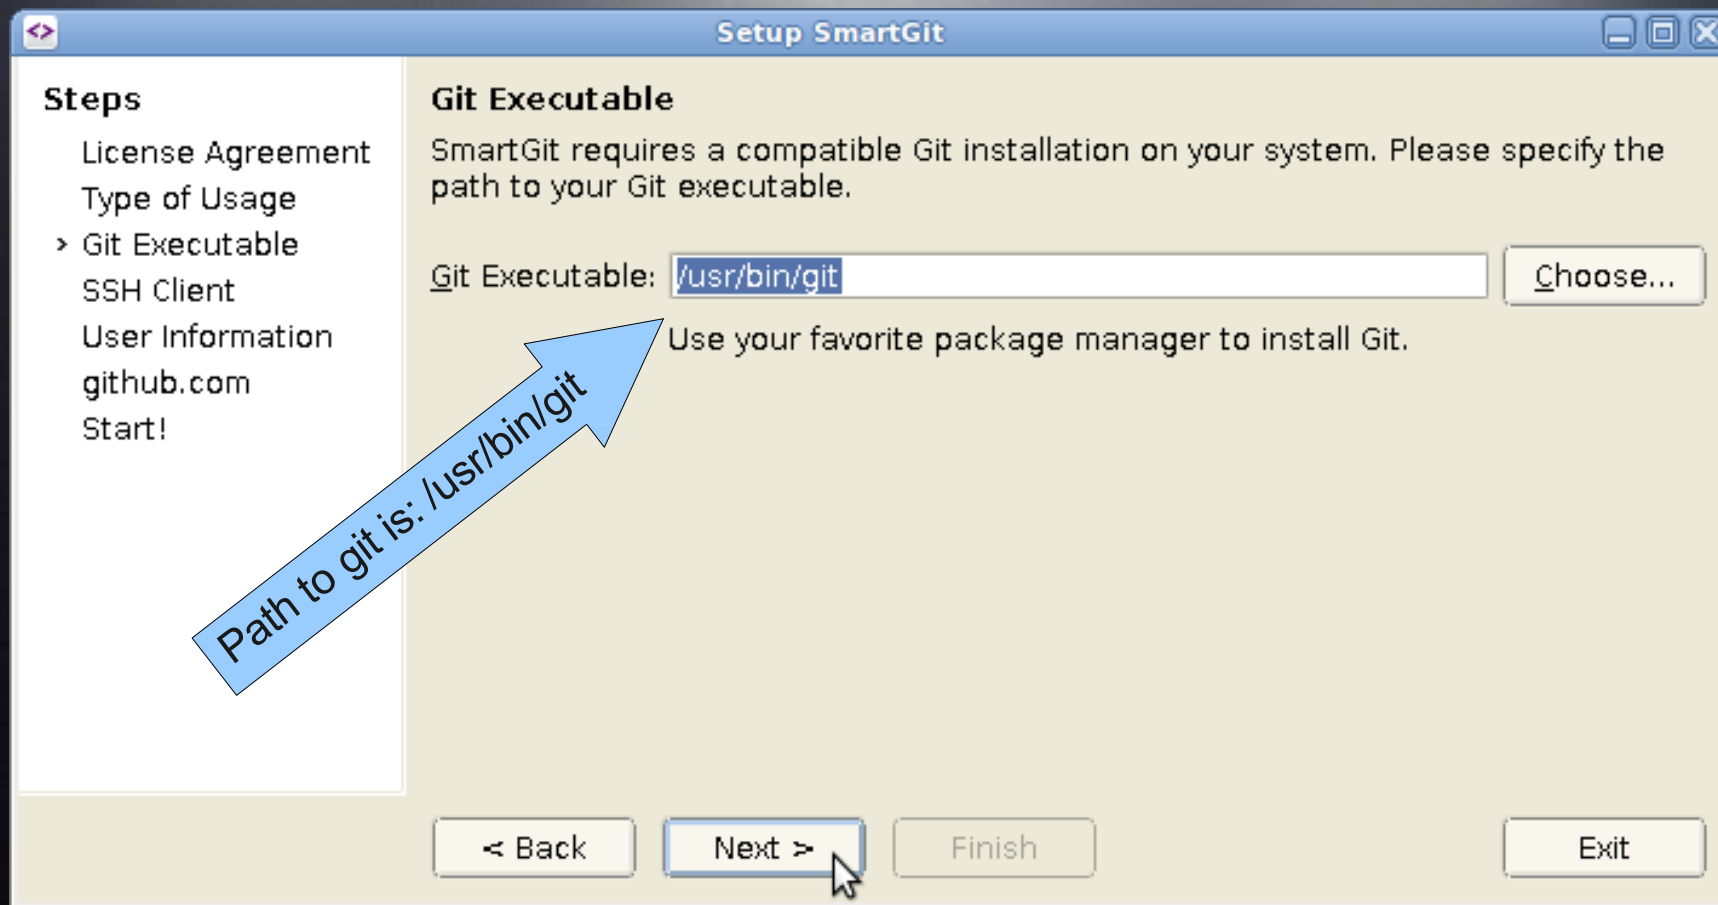 Setup SmartGit
Steps
License Agreement
Type of Usage
> Git Executable
SSH Client
User Information
github.com
Start!
Git Executable
SmartGit requires a compatible Git installation on your system. Please specify the
path to your Git executable.
Git Executable: /usr/bin/git Choose...
Use your favorite package manager to install Git.
Path to git is: /usr/bin/git
< Back Next > Finish Exit